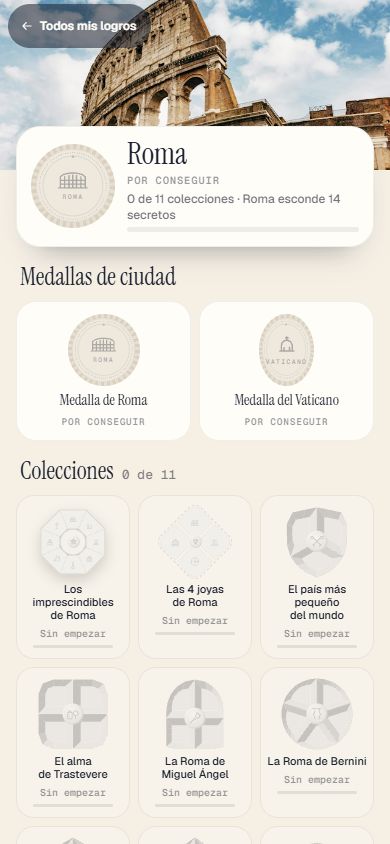 ← Todos mis logros
Roma
ROMA
POR CONSEGUIR
0 de 11 colecciones · Roma esconde 14
secretos
Medallas de ciudad
ROMA
VATICANO
Medalla de Roma
Medalla del Vaticano
POR CONSEGUIR
POR CONSEGUIR
Colecciones 0 de 11
Los
imprescindibles
de Roma
Sin empezar
Las 4 joyas
de Roma
Sin empezar
El país más
pequeño
del mundo
Sin empezar
El alma
de Trastevere
Sin empezar
La Roma de
Miguel Ángel
Sin empezar
La Roma de Bernini
Sin empezar